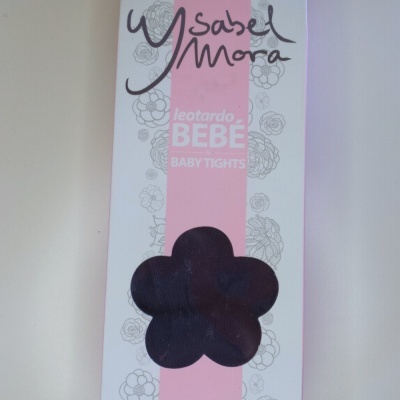 Ysabel
Mora
leotardo
BEBÉ
BABY TIGHTS